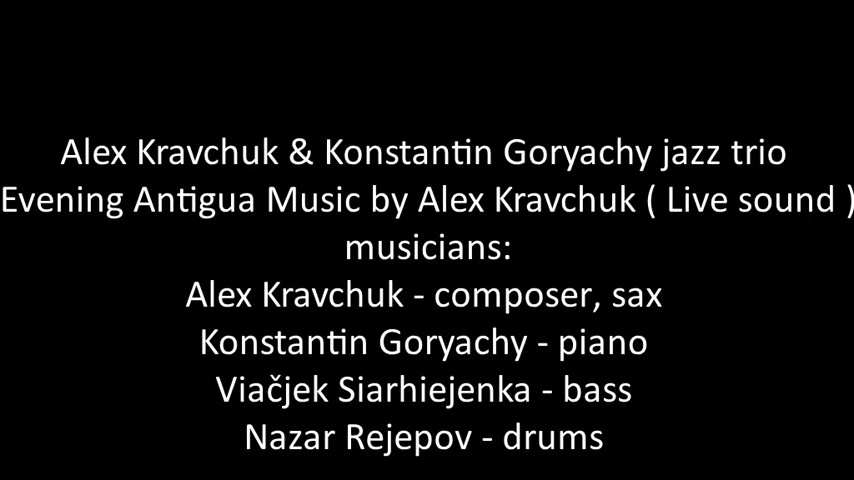 Alex Kravchuk & Konstantin Goryachy jazz trio
Evening Antigua Music by Alex Kravchuk ( Live sound )
musicians:
Alex Kravchuk - composer, sax
Konstantin Goryachy - piano
Viačjek Siarhiejenka - bass
Nazar Rejepov - drums